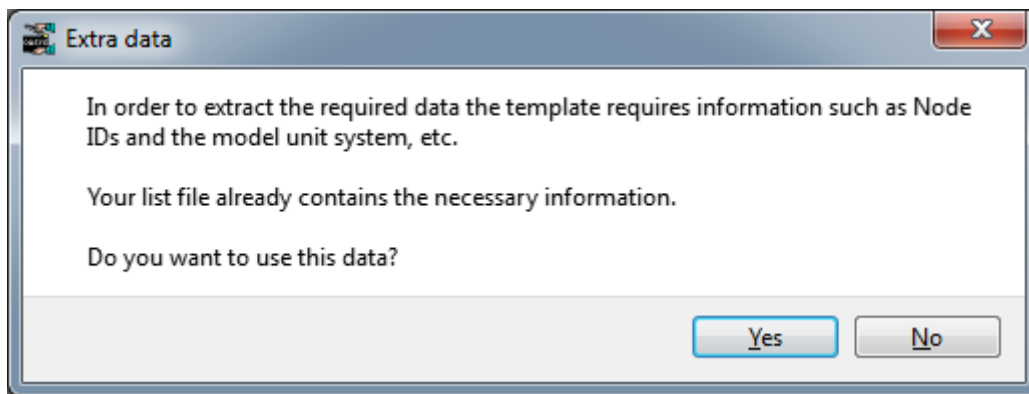 Extra data
In order to extract the required data the template requires information such as Node
IDs and the model unit system, etc.
Your list file already contains the necessary information.
Do you want to use this data?
Yes
No